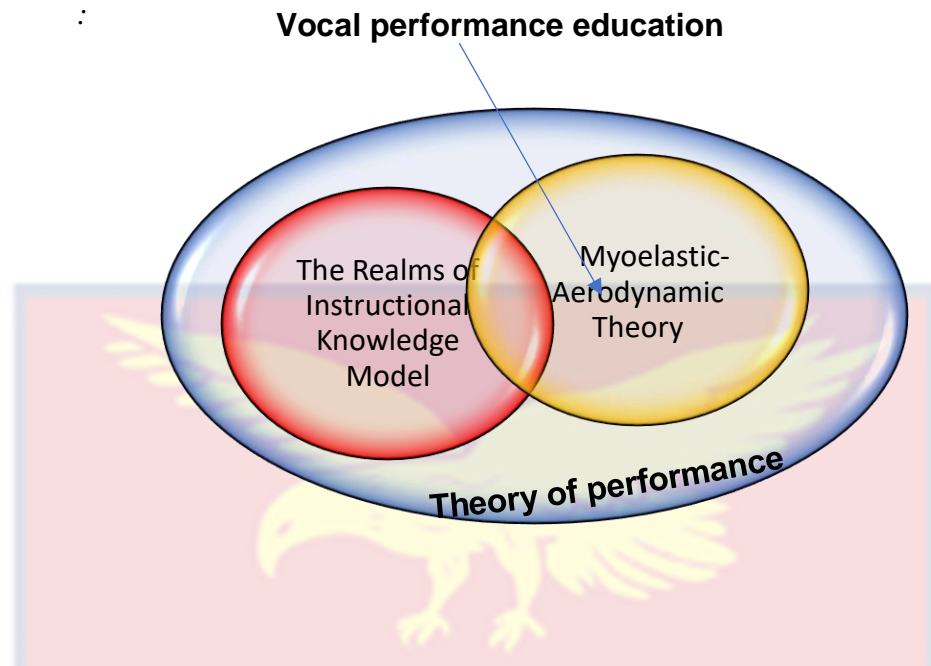 :
Vocal performance education
The Realms of
Instructional
Knowledge
Model
Myoelastic-
Aerodynamic
Theory
Theory of performance